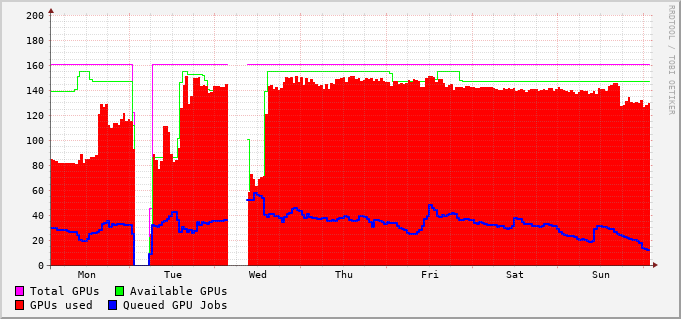 200
180
160
140
120
100
80
60
40
20
0
Mon Tue Wed Thu Fri Sat Sun
Total GPUs Available GPUs
GPUs used Queued GPU Jobs
RRDTOOL / TOBI OETIKER